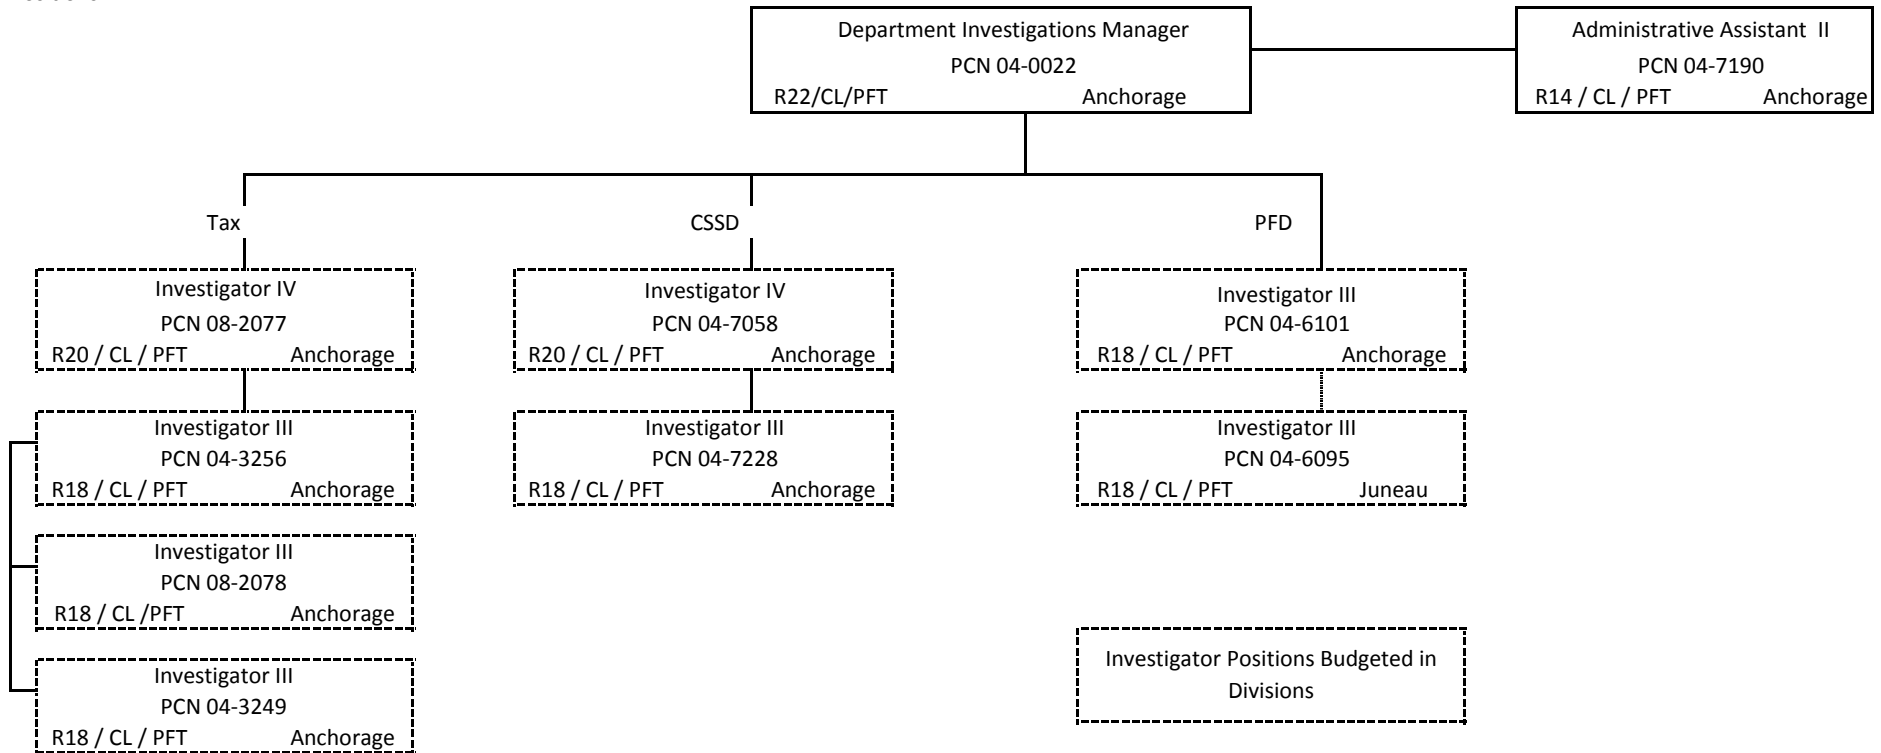 Department Investigations Manager
PCN 04-0022
R22/CL/PFT Anchorage
Administrative Assistant II
PCN 04-7190
R14 / CL / PFT Anchorage
Tax
CSSD
PFD
Investigator IV
PCN 08-2077
R20 / CL / PFT Anchorage
Investigator IV
PCN 04-7058
R20 / CL / PFT Anchorage
Investigator III
PCN 04-6101
R18 / CL / PFT Anchorage
Investigator III
PCN 04-3256
R18 / CL / PFT Anchorage
Investigator III
PCN 04-7228
R18 / CL / PFT Anchorage
Investigator III
PCN 04-6095
R18 / CL / PFT Juneau
Investigator III
PCN 08-2078
R18 / CL /PFT Anchorage
Investigator III
PCN 04-3249
R18 / CL / PFT Anchorage
Investigator Positions Budgeted in
Divisions